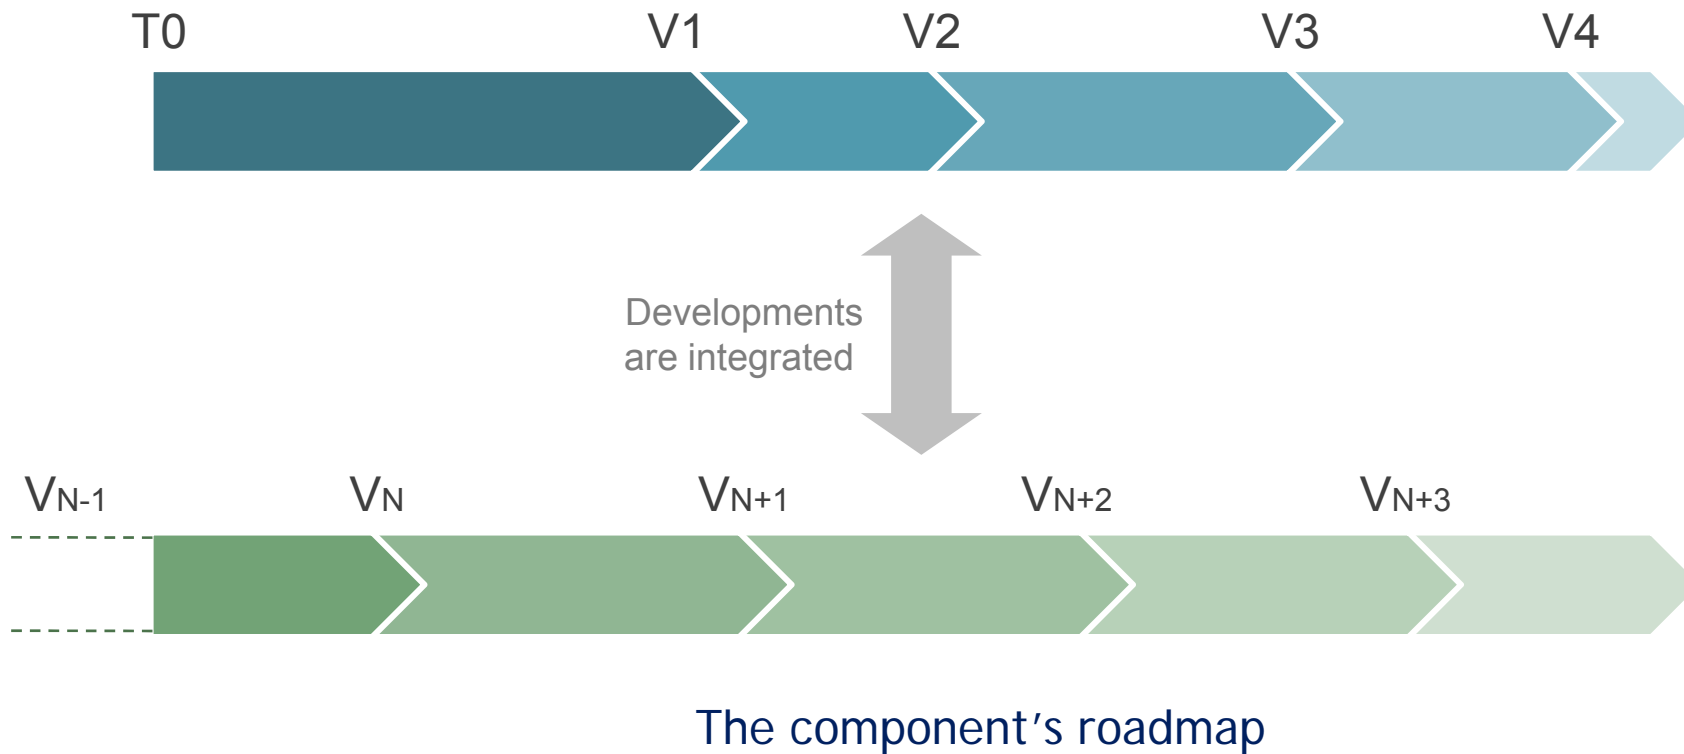 T0 V1 V2 V3 V4
Developments
are integrated
VN-1 VN VN+1 VN+2 VN+3
The component's roadmap